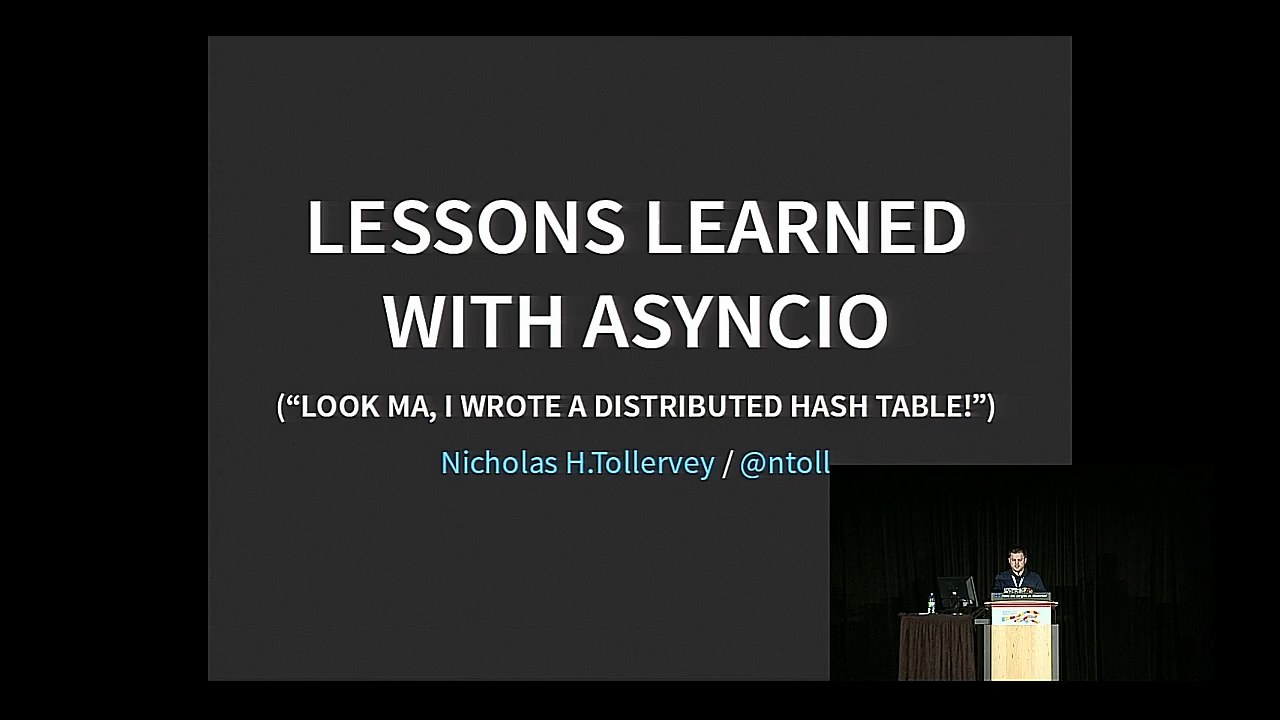 LESSONS LEARNED
WITH ASYNCIO
(“LOOK MA, I WROTE A DISTRIBUTED HASH TABLE!”)
Nicholas H.Tollervey / @ntoll